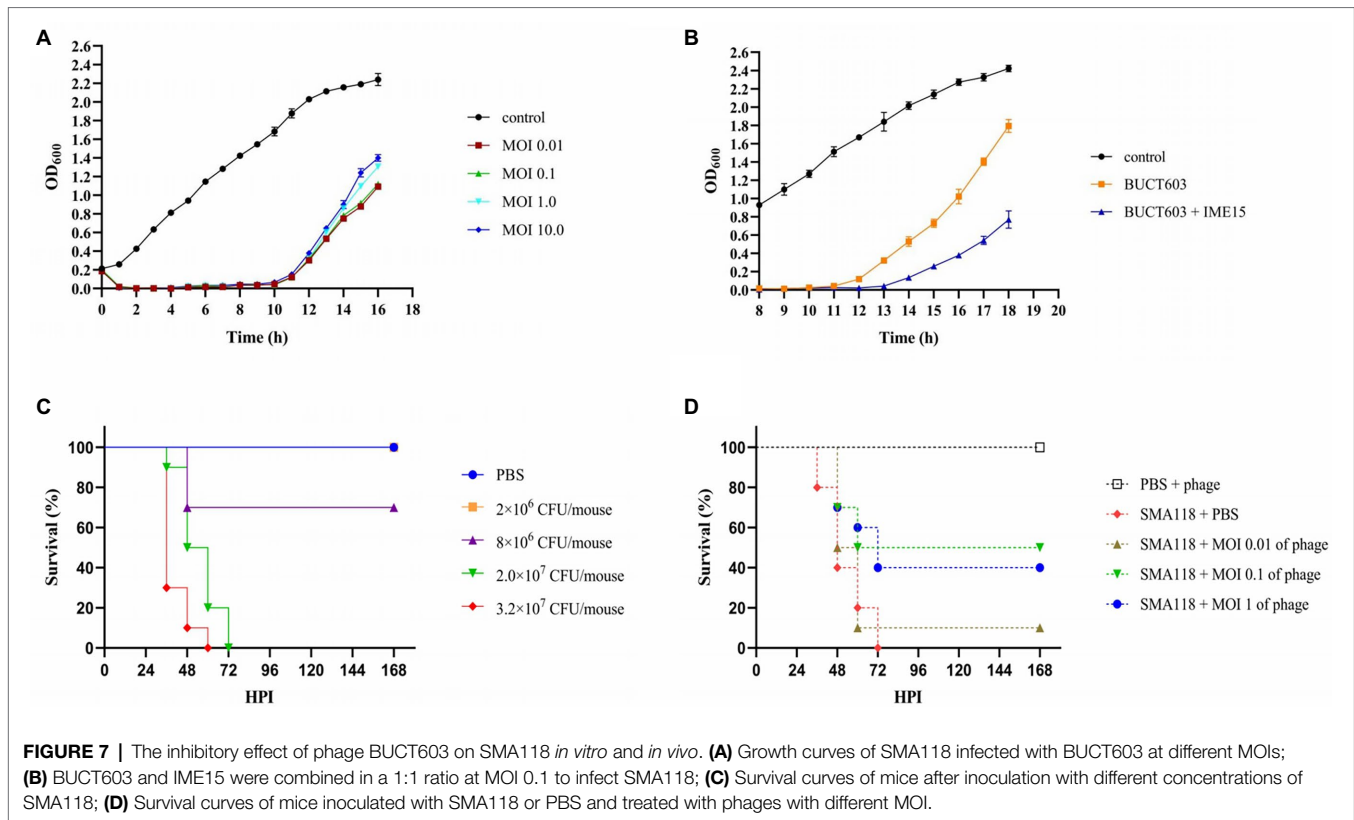 A
2.6
2.4
2.2
2.0
1.8
1.6
1.4
1.2
1.0
0.8
0.6
0.4
0.2
0.0
OD600
0 2 4 6 8 10 12 14 16 18
Time (h)
control
MOI 0.01
MOI 0.1
MOI 1.0
MOI 10.0
B
2.6
2.4
2.2
2.0
1.8
1.6
1.4
1.2
1.0
0.8
0.6
0.4
0.2
0.0
OD600
8 9 10 11 12 13 14 15 16 17 18 19 20
Time (h)
control
BUCT603
BUCT603 + IME15
C
100
80
60
40
20
0
Survival (%)
0 24 48 72 96 120 144 168
HPI
PBS
2×10⁶ CFU/mouse
8×10⁶ CFU/mouse
2.0×10⁷ CFU/mouse
3.2×10⁷ CFU/mouse
D
100
80
60
40
20
0
Survival (%)
0 24 48 72 96 120 144 168
HPI
PBS + phage
SMA118 + PBS
SMA118 + MOI 0.01 of phage
SMA118 + MOI 0.1 of phage
SMA118 + MOI 1 of phage
FIGURE 7 | The inhibitory effect of phage BUCT603 on SMA118 in vitro and in vivo. (A) Growth curves of SMA118 infected with BUCT603 at different MOIs;
(B) BUCT603 and IME15 were combined in a 1:1 ratio at MOI 0.1 to infect SMA118; (C) Survival curves of mice after inoculation with different concentrations of
SMA118; (D) Survival curves of mice inoculated with SMA118 or PBS and treated with phages with different MOI.